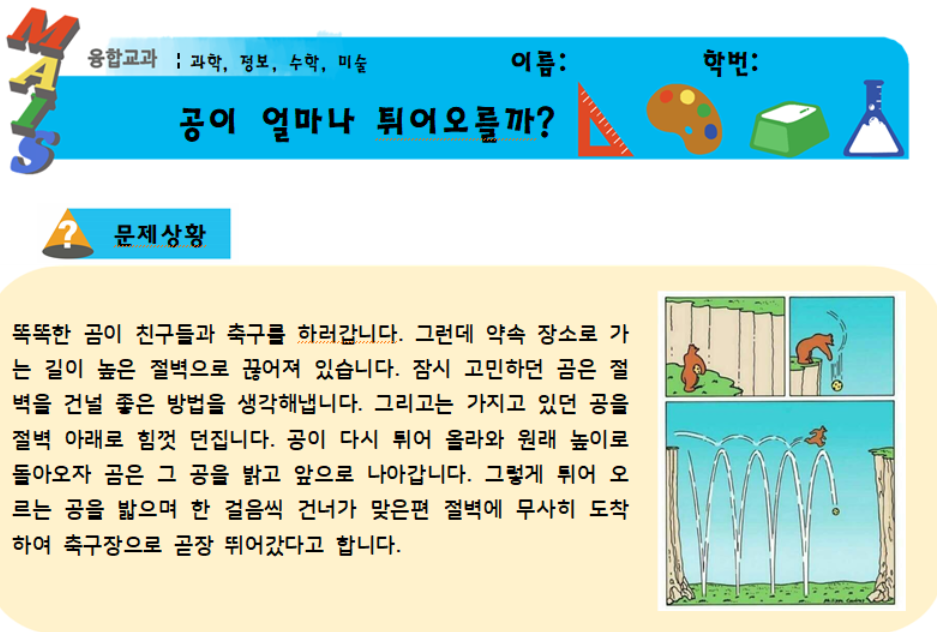 MAIS
융합교과 : 과학, 정보, 수학, 미술
이름: 학번:
공이 얼마나 튀어오를까?
? 문제상황
똑똑한 곰이 친구들과 축구를 하러갑니다. 그런데 약속 장소로 가
는 길이 높은 절벽으로 끊어져 있습니다. 잠시 고민하던 곰은 절
벽을 건널 좋은 방법을 생각해냅니다. 그리고는 가지고 있던 공을
절벽 아래로 힘껏 던집니다. 공이 다시 튀어 올라와 원래 높이로
돌아오자 곰은 그 공을 밝고 앞으로 나아갑니다. 그렇게 튀어 오
르는 공을 밟으며 한 걸음씩 건너가 맞은편 절벽에 무사히 도착
하여 축구장으로 곧장 뛰어갔다고 합니다.